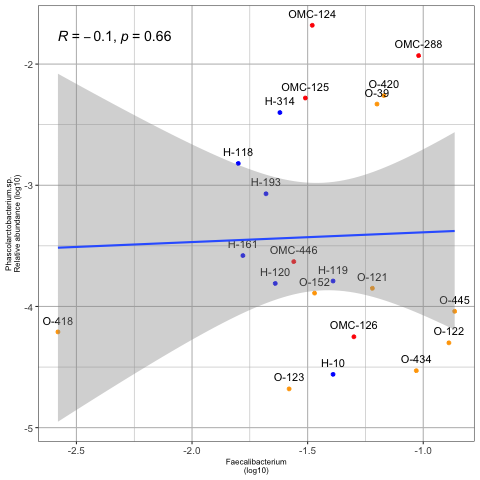 OMC-124
R = −0.1, p = 0.66
OMC-288
-2
O-420
OMC-125
O-39
H-314
H-118
-3
H-193
H-161
OMC-446
H-120
H-119
O-152
O-121
-4
O-445
O-418
OMC-126
O-122
H-10
O-434
O-123
-5
-2.5
-2.0
-1.5
-1.0
Phascolarctobacterium.sp.
Relative abundance (log10)
Faecalibacterium
(log10)